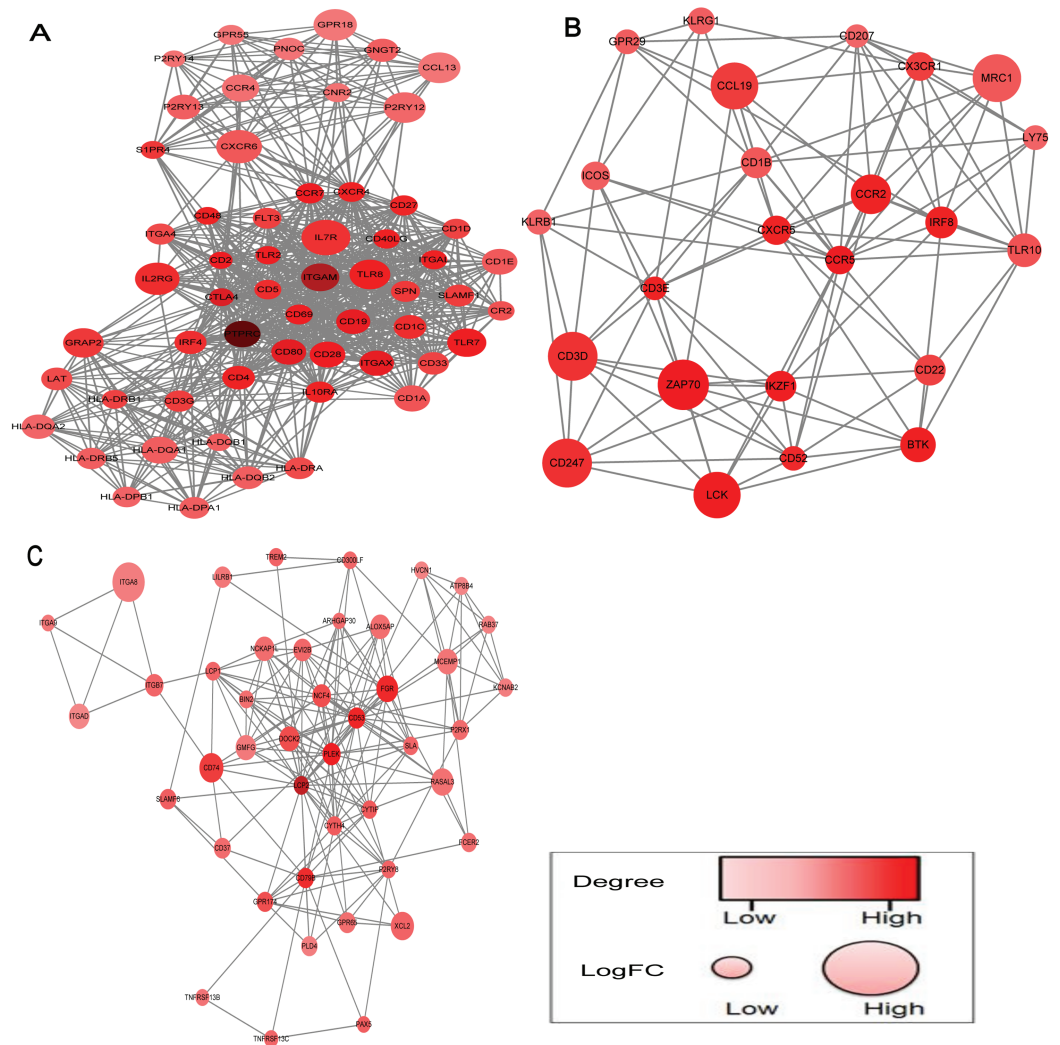 A
GPR18
GPR55
PNOC
GNGT2
P2RY14
CCL13
CCR4
CNR2
P2RY13
P2RY12
S1PR4
CXCR6
CCR7
CXCR4
CD27
CD48
FLT3
ITGA4
IL7R
CD40LG
CD1D
CD2
TLR2
ITGAL
CD1E
IL2RG
ITGAM
TLR8
CD5
SPN
SLAMF1
CTLA4
CR2
CD69
CD19
CD1C
PTPRC
GRAP2
IRF4
TLR7
CD80
CD28
ITGAX
CD33
LAT
CD4
IL10RA
CD1A
HLA-DRB1
CD3G
HLA-DQA2
HLA-DQB1
HLA-DRB5
HLA-DQA1
HLA-DRA
HLA-DQB2
HLA-DPB1
HLA-DPA1
B
KLRG1
GPR29
CD207
CX3CR1
CCL19
MRC1
LY75
CD1B
ICOS
CCR2
KLRB1
CXCR5
IRF8
TLR10
CCR5
CD3E
CD3D
ZAP70
IKZF1
CD22
BTK
CD247
CD52
LCK
C
TREM2
CD300LF
ITGA8
LILRB1
HVCN1
ATP8B4
ITGA9
ARHGAP30
ALOX5AP
RAB37
NCKAP1L
EVI2B
MCEMP1
LCP1
ITGB7
FGR
KCNAB2
BIN2
NCF4
ITGAD
CD53
P2RX1
DOCK2
GMFG
PLEK
SLA
CD74
LCP2
RASAL3
SLAMF6
CYTIP
CYTH4
FCER2
CD37
P2RY8
CD79B
GPR174
GPR65
XCL2
PLD4
TNFRSF13B
PAX5
TNFRSF13C
Degree
Low High
LogFC
Low High